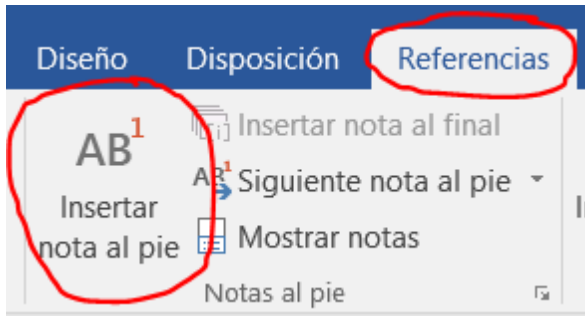 Diseño Disposición Referencias
AB1
Insertar
nota al pie
Insertar nota al final
Siguiente nota al pie
Mostrar notas
Notas al pie